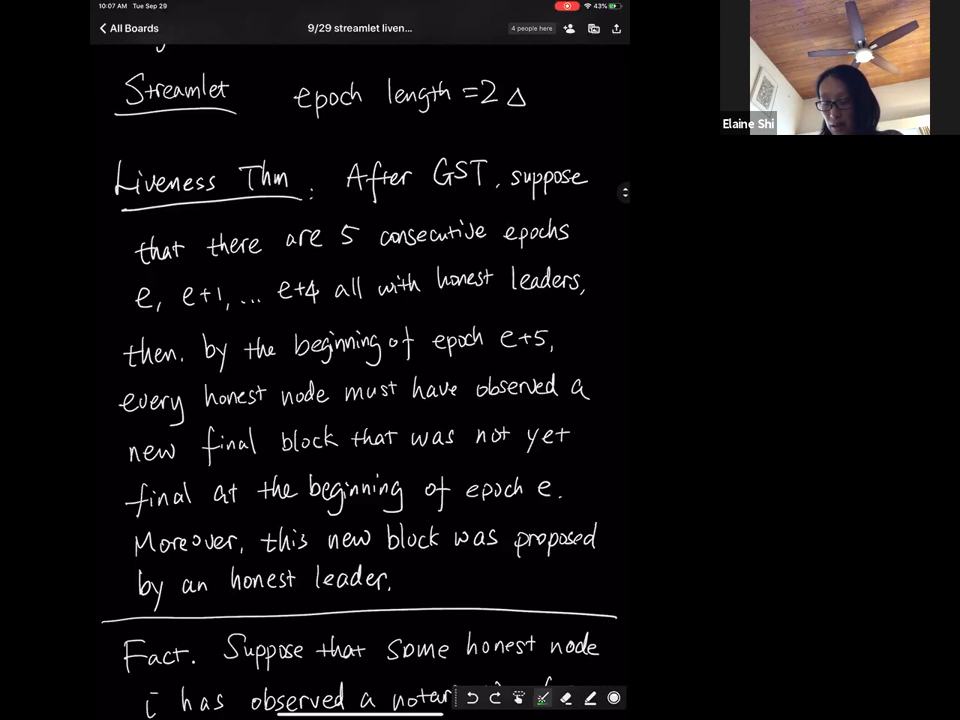 10:07 AM Tue Sep 29
43%
All Boards
9/29 streamlet liven...
4 people here
Elaine Shi
Streamlet epoch length = 2 Δ
Liveness Thm : After GST, suppose
that there are 5 consecutive epochs
e, e+1, ... e+4 all with honest leaders,
then, by the beginning of epoch e+5,
every honest node must have observed a
new final block that was not yet
final at the beginning of epoch e.
Moreover, this new block was proposed
by an honest leader.
Fact. Suppose that some honest node
i has observed a notar